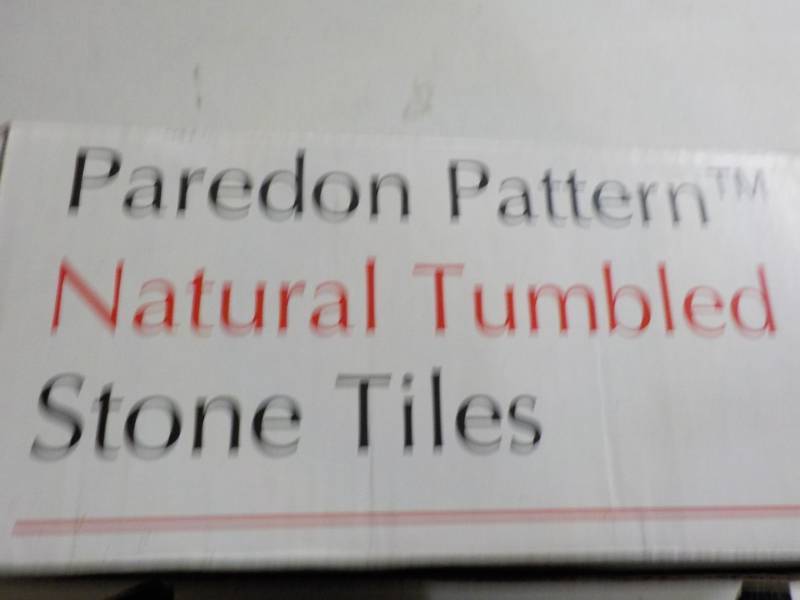 Paredon Pattern™
Natural Tumbled
Stone Tiles